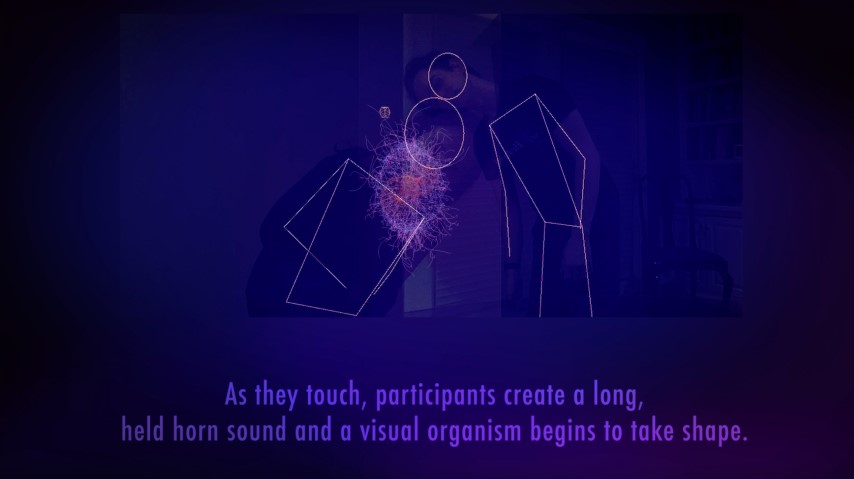 As they touch, participants create a long,
held horn sound and a visual organism begins to take shape.